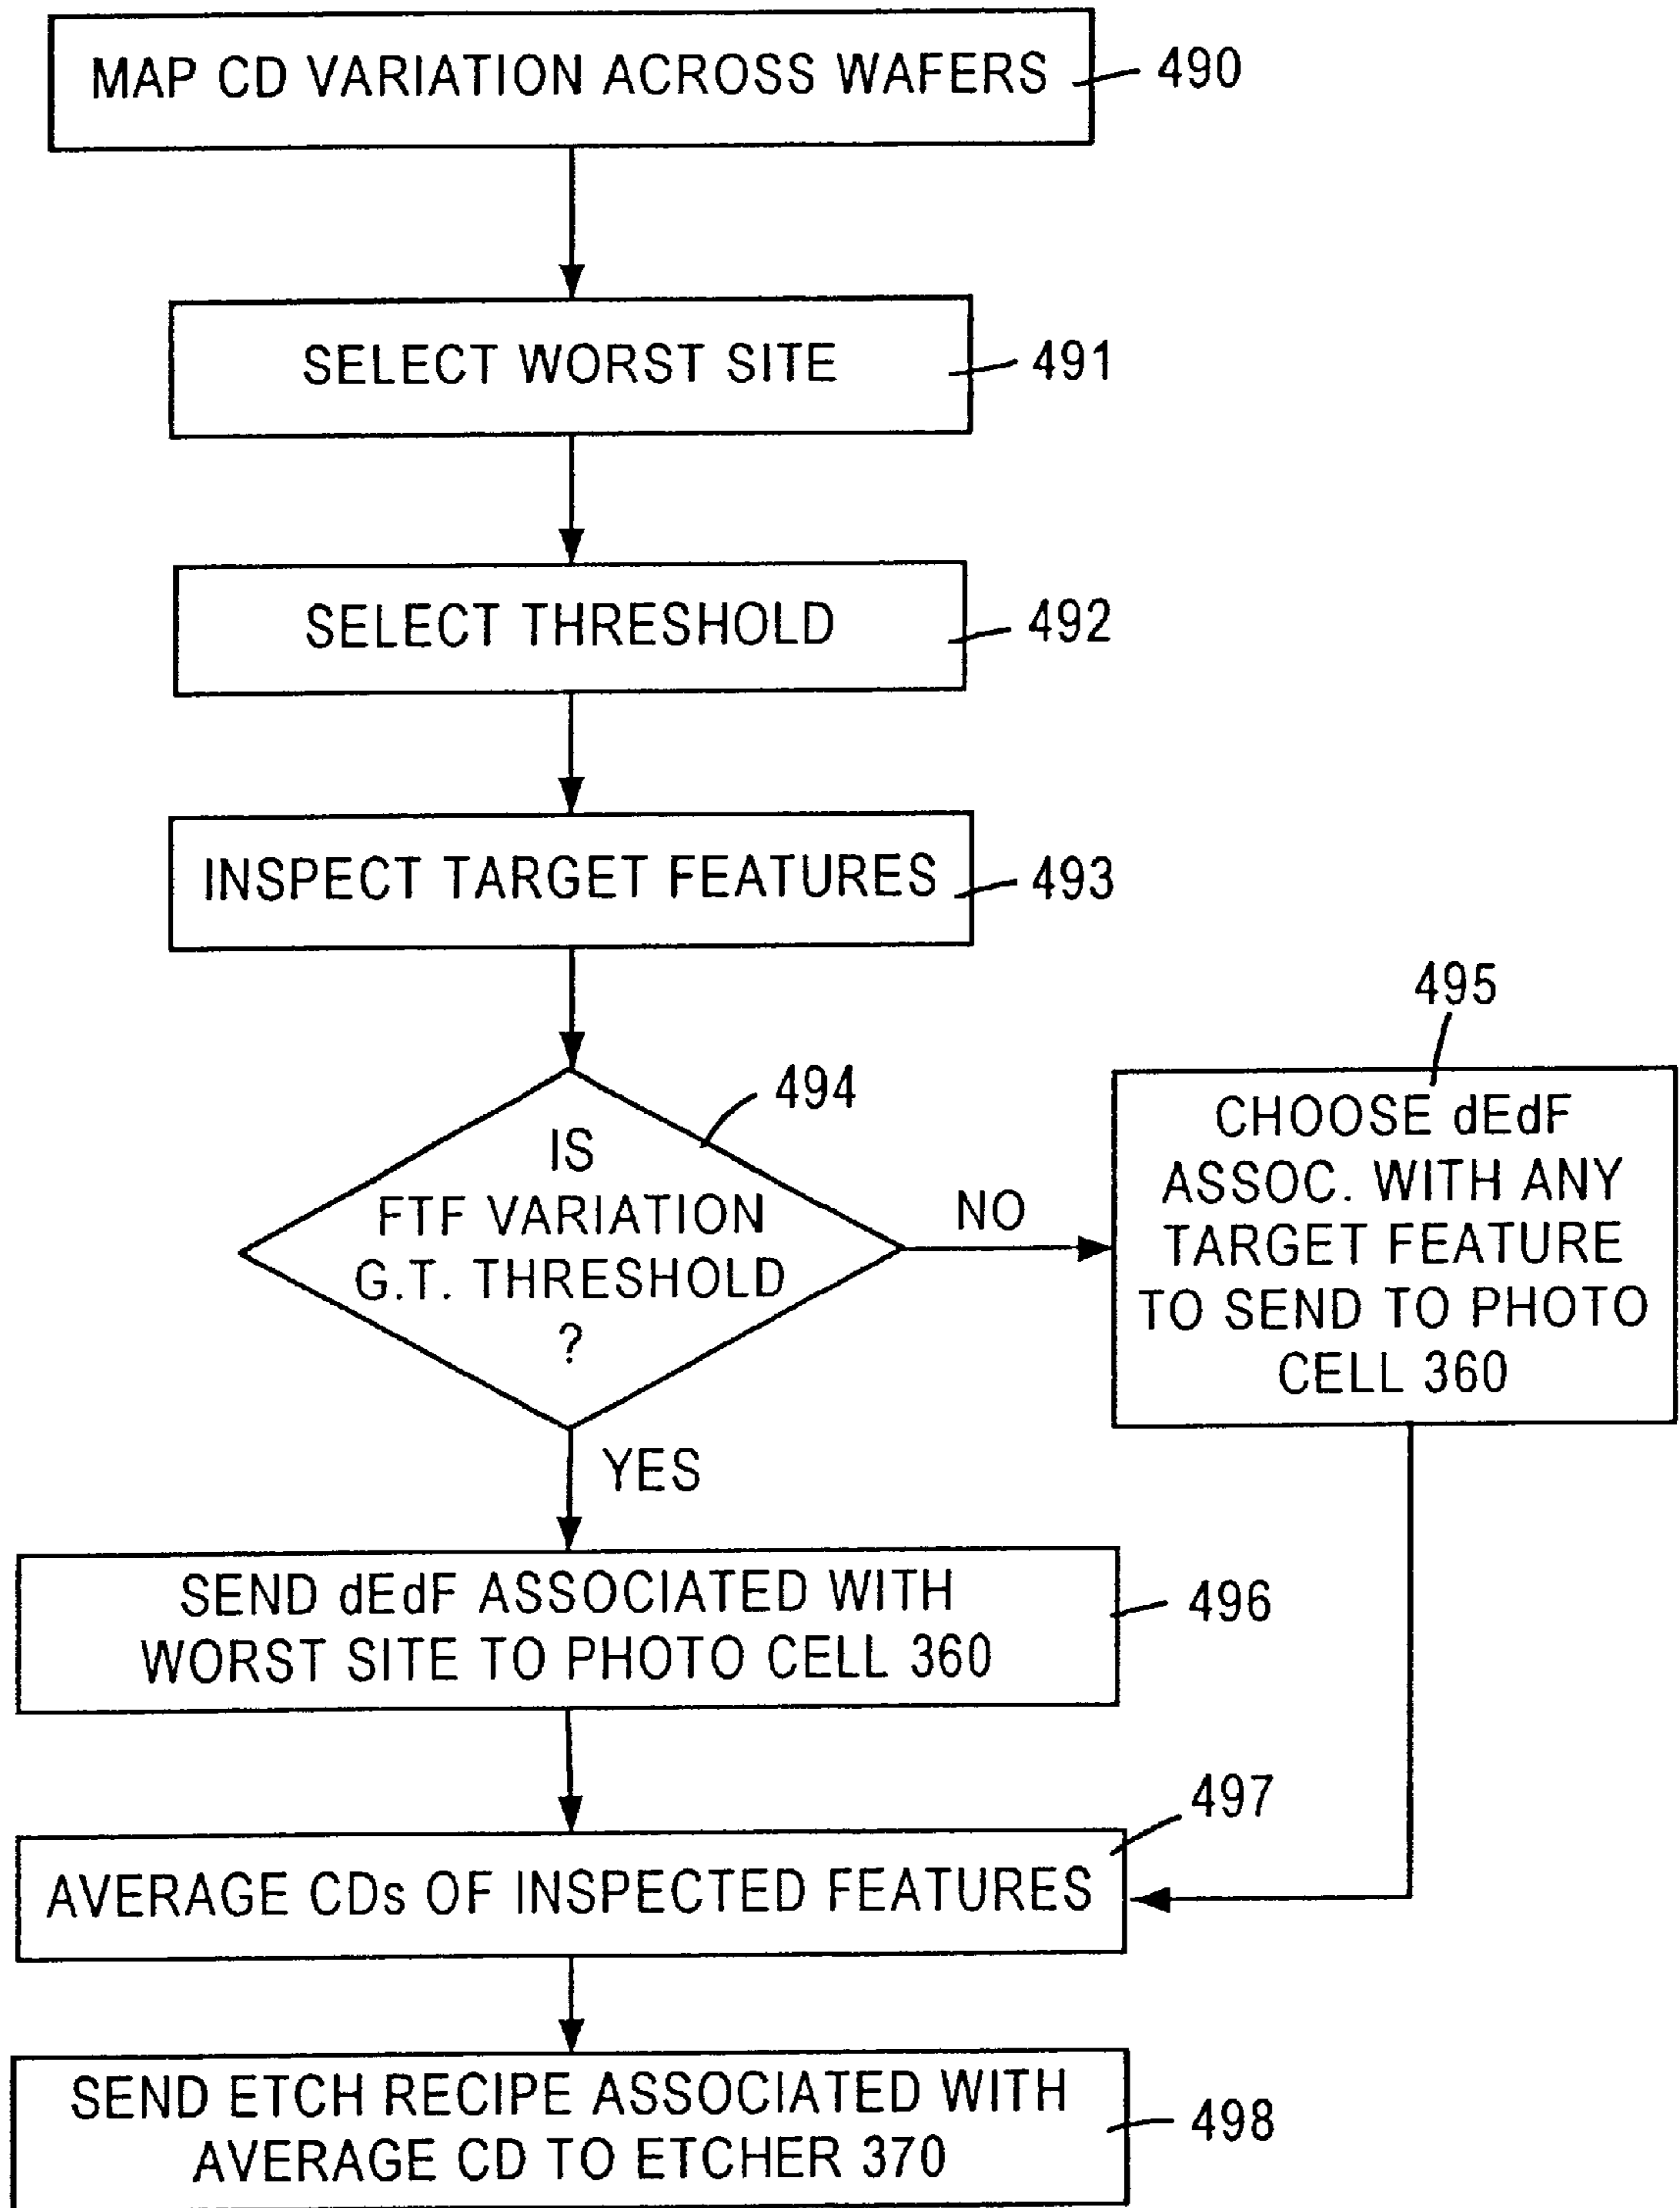 MAP CD VARIATION ACROSS WAFERS
490
SELECT WORST SITE
491
SELECT THRESHOLD
492
INSPECT TARGET FEATURES
493
494
IS
FTF VARIATION
G.T. THRESHOLD
?
NO
495
CHOOSE dEdF
ASSOC. WITH ANY
TARGET FEATURE
TO SEND TO PHOTO
CELL 360
YES
SEND dEdF ASSOCIATED WITH
WORST SITE TO PHOTO CELL 360
496
497
AVERAGE CDs OF INSPECTED FEATURES
SEND ETCH RECIPE ASSOCIATED WITH
AVERAGE CD TO ETCHER 370
498